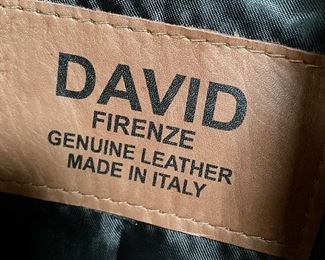 DAVID
FIRENZE
GENUINE LEATHER
MADE IN ITALY